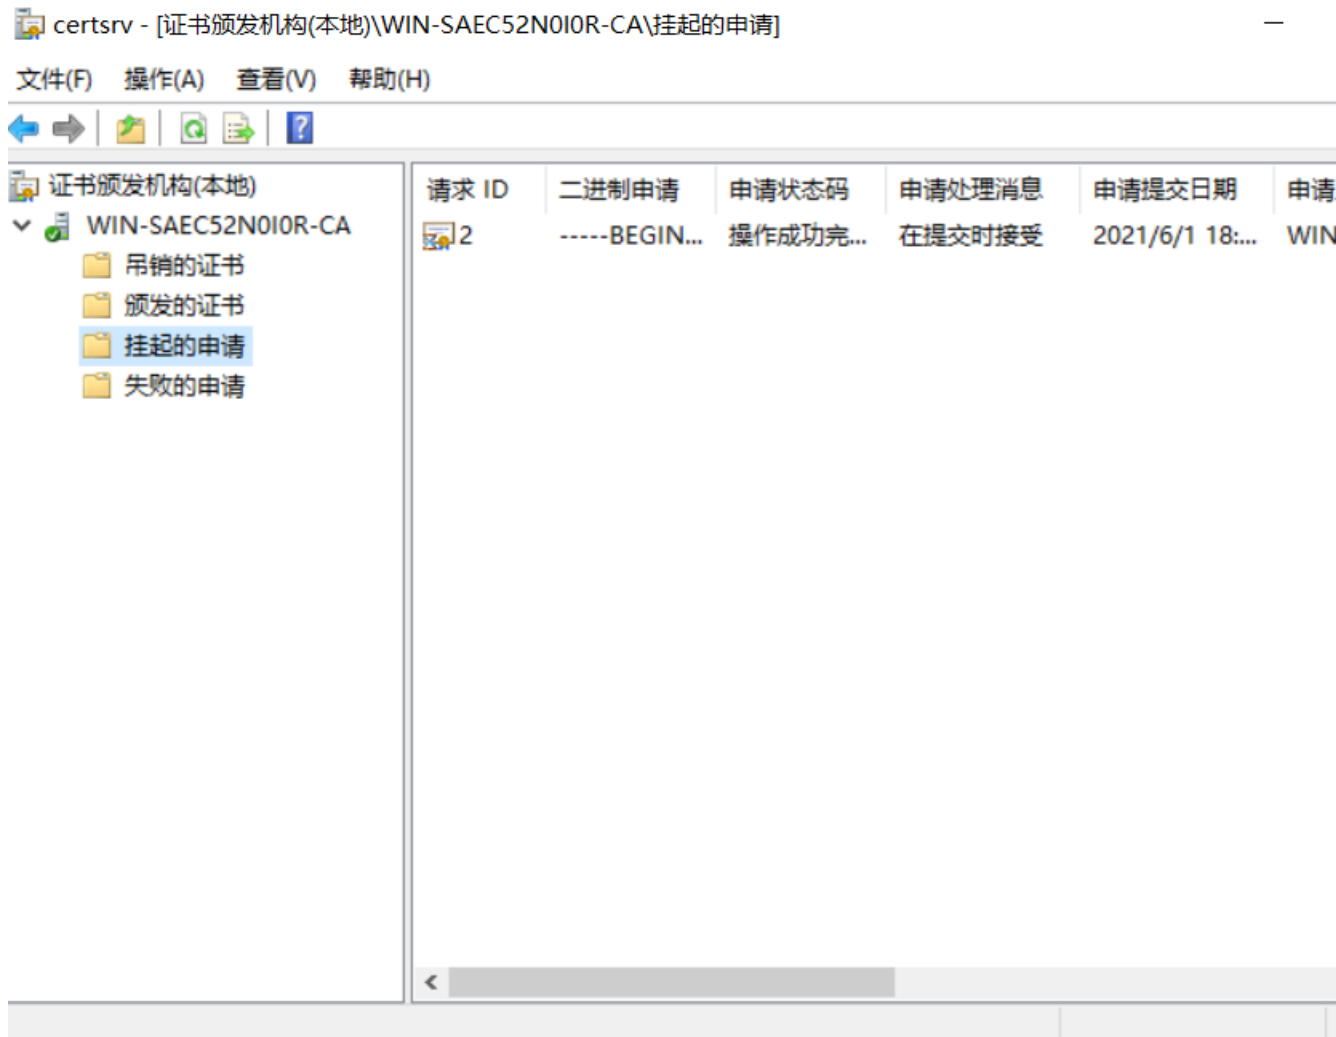 certsrv - [证书颁发机构(本地)\WIN-SAEC52N0I0R-CA\挂起的申请]
文件(F) 操作(A) 查看(V) 帮助(H)
证书颁发机构(本地)
WIN-SAEC52N0I0R-CA
吊销的证书
颁发的证书
挂起的申请
失败的申请
请求 ID 二进制申请 申请状态码 申请处理消息 申请提交日期 申请
2 -----BEGIN... 操作成功完... 在提交时接受 2021/6/1 18:... WIN